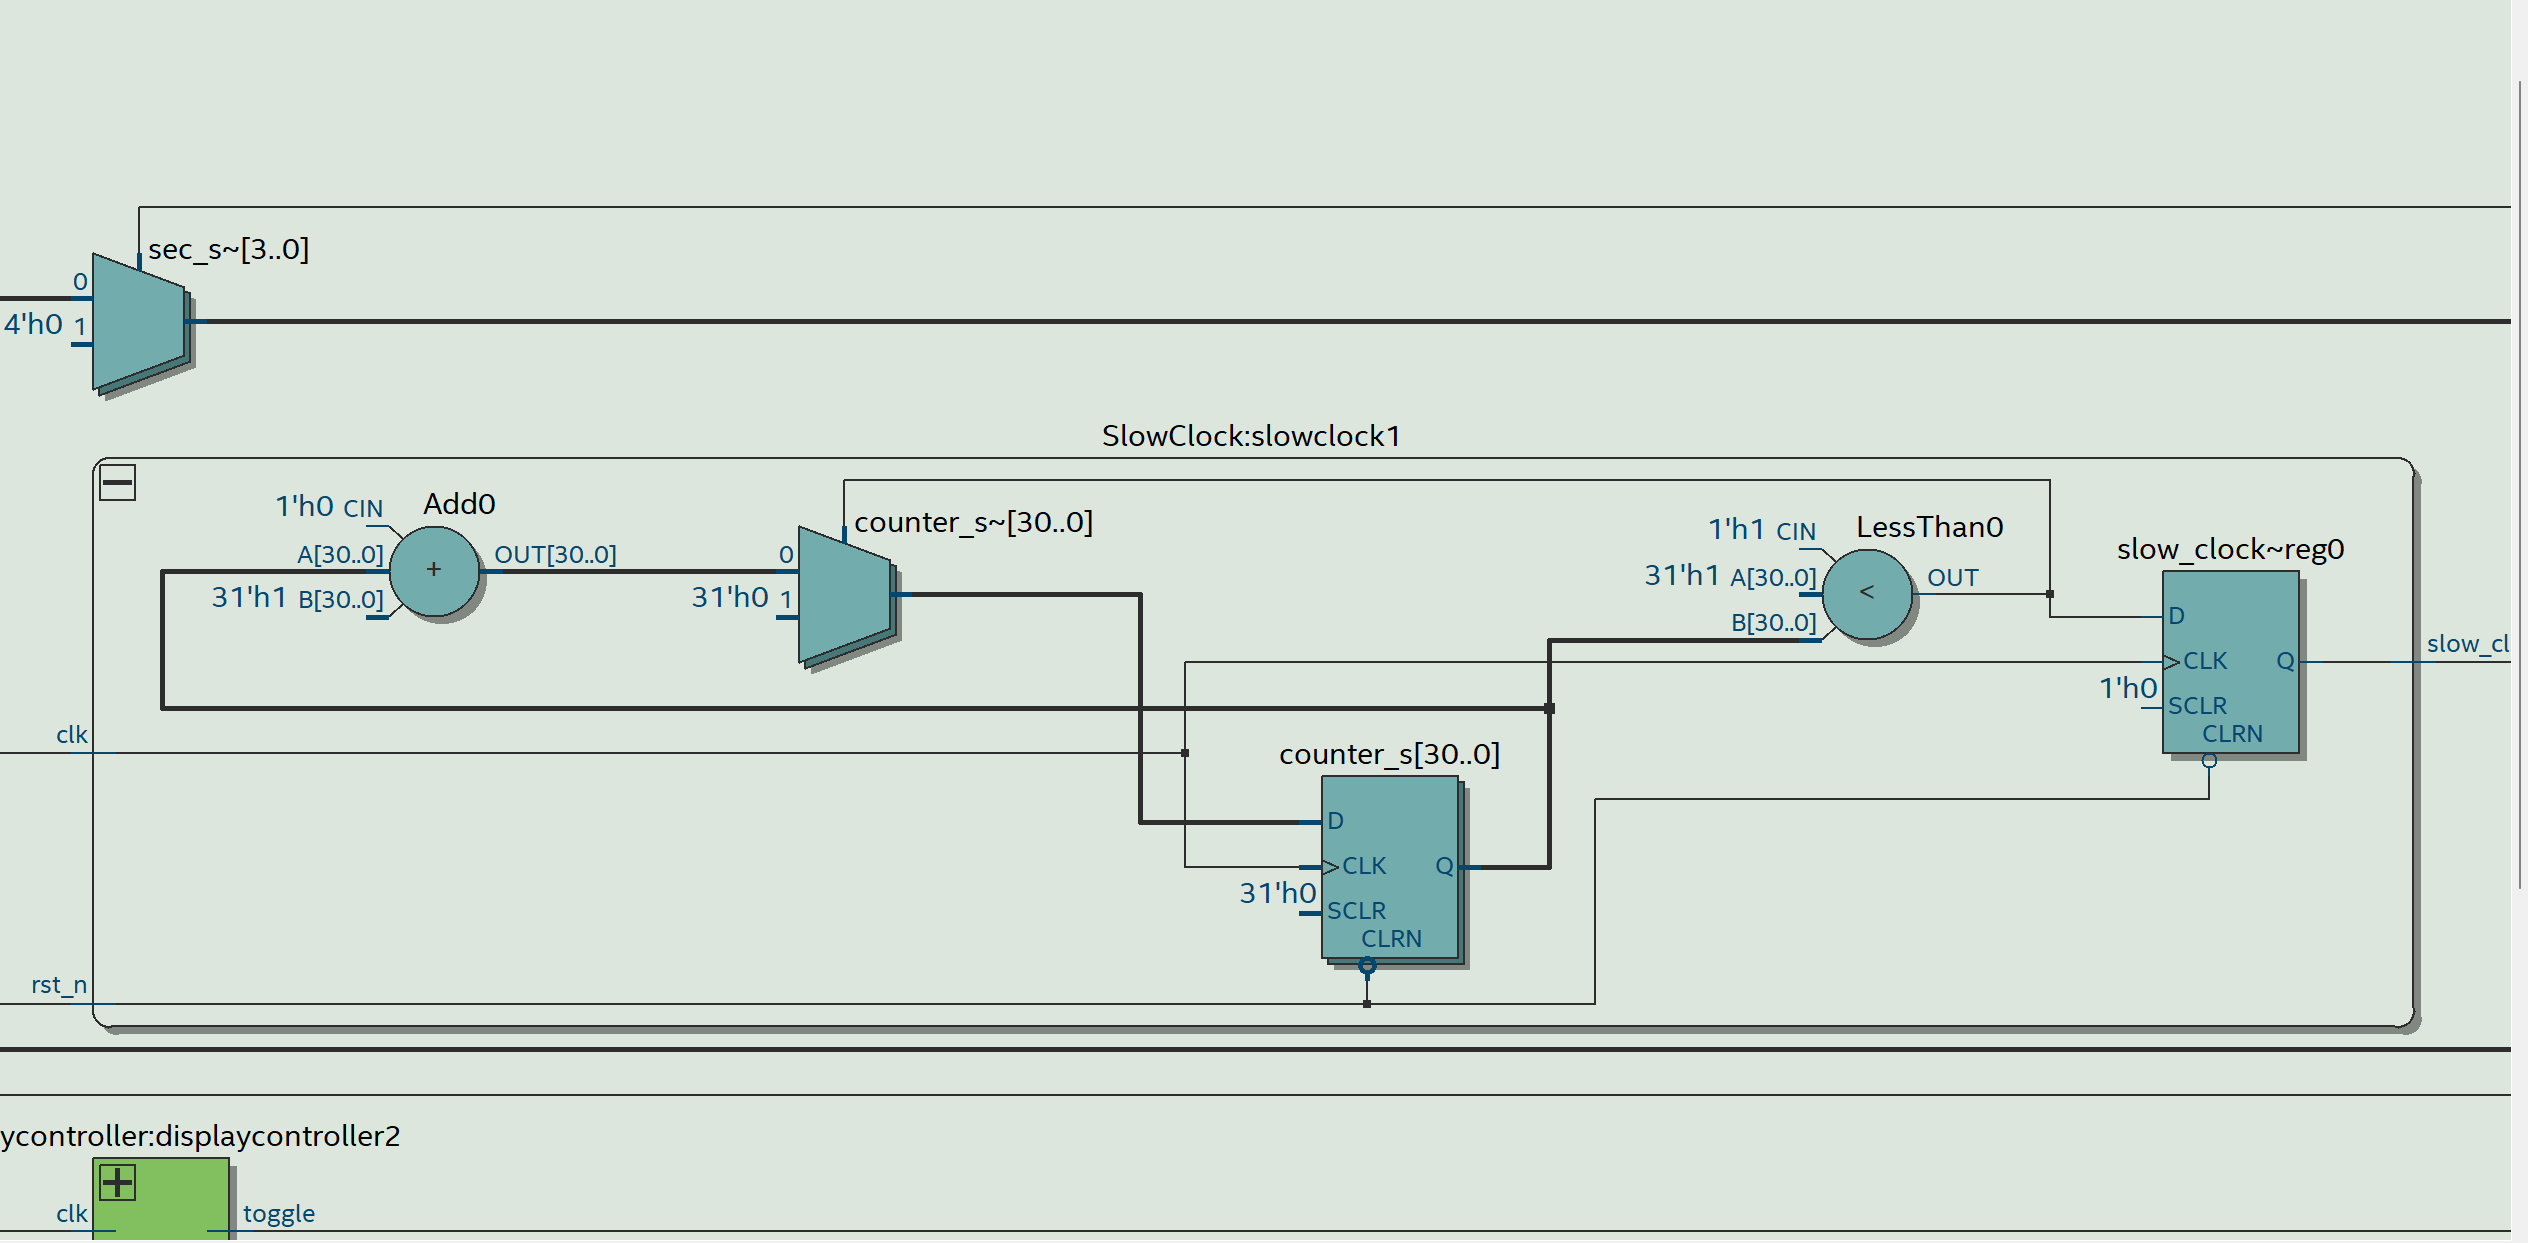 sec_s~[3..0]
0
4'h0 1
SlowClock:slowclock1
Add0
1'h0 CIN
A[30..0]
+
OUT[30..0]
31'h1 B[30..0]
counter_s~[30..0]
0
31'h0 1
LessThan0
1'h1 CIN
31'h1 A[30..0]
<
OUT
B[30..0]
slow_clock~reg0
D
CLK
Q
1'h0
SCLR
CLRN
slow_cl
clk
counter_s[30..0]
D
CLK
Q
31'h0
SCLR
CLRN
rst_n
ycontroller:displaycontroller2
clk
toggle